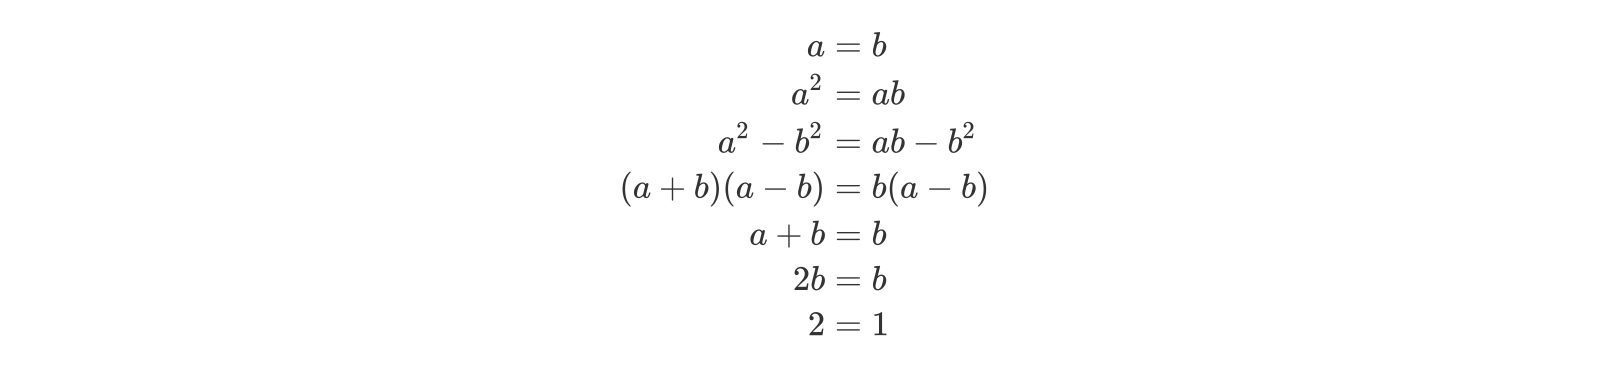 a = b
a² = ab
a² − b² = ab − b²
(a + b)(a − b) = b(a − b)
a + b = b
2b = b
2 = 1